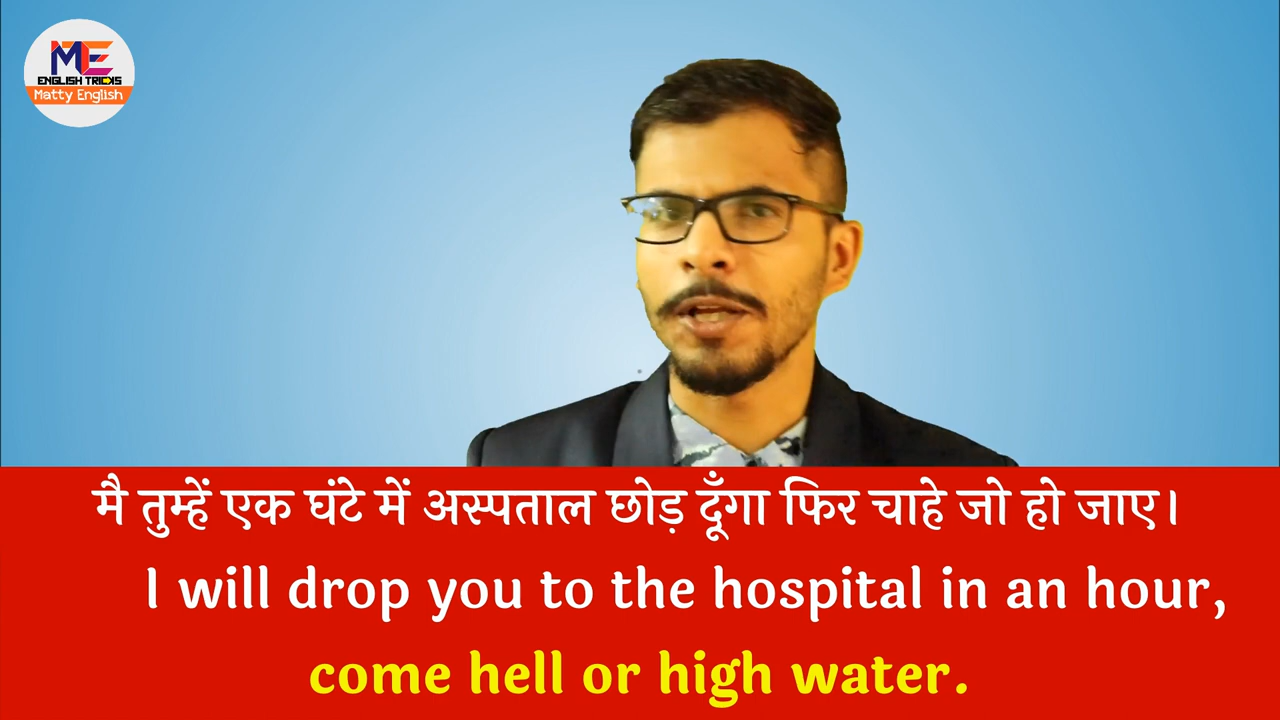 ME
ENGLISH TRICKS
Matty English
मै तुम्हें एक घंटे में अस्पताल छोड़ दूँगा फिर चाहे जो हो जाए।
I will drop you to the hospital in an hour,
come hell or high water.